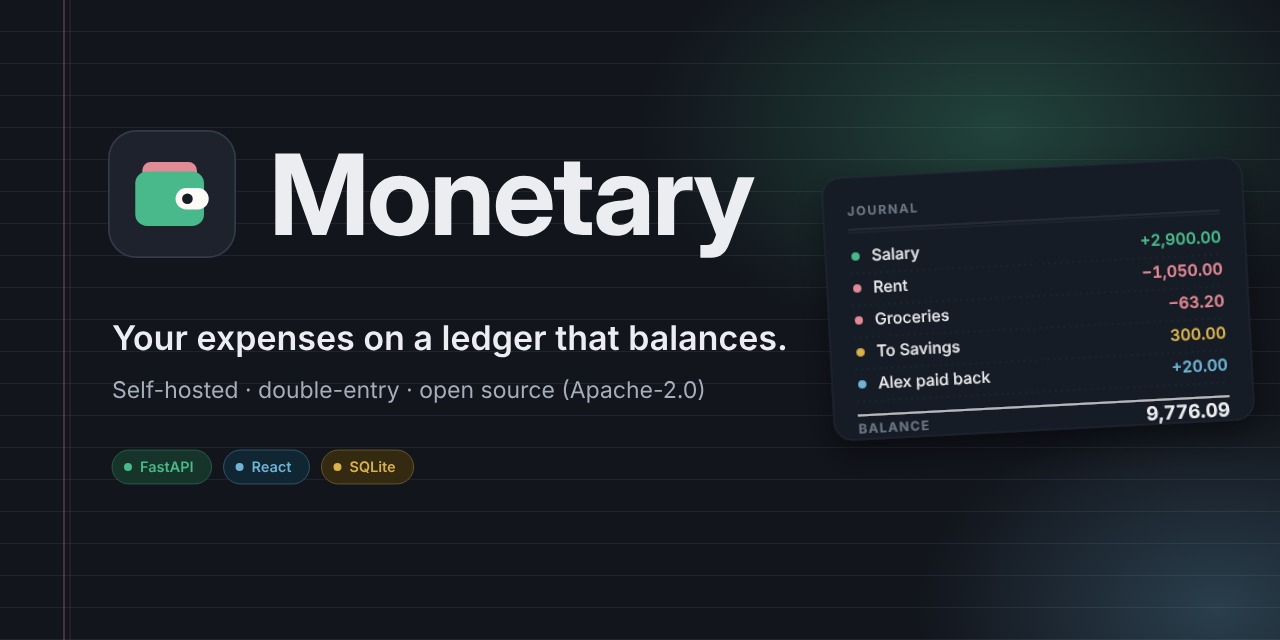 Monetary
Your expenses on a ledger that balances.
Self-hosted · double-entry · open source (Apache-2.0)
FastAPI React SQLite
JOURNAL
Salary +2,900.00
Rent −1,050.00
Groceries −63.20
To Savings 300.00
Alex paid back +20.00
BALANCE 9,776.09